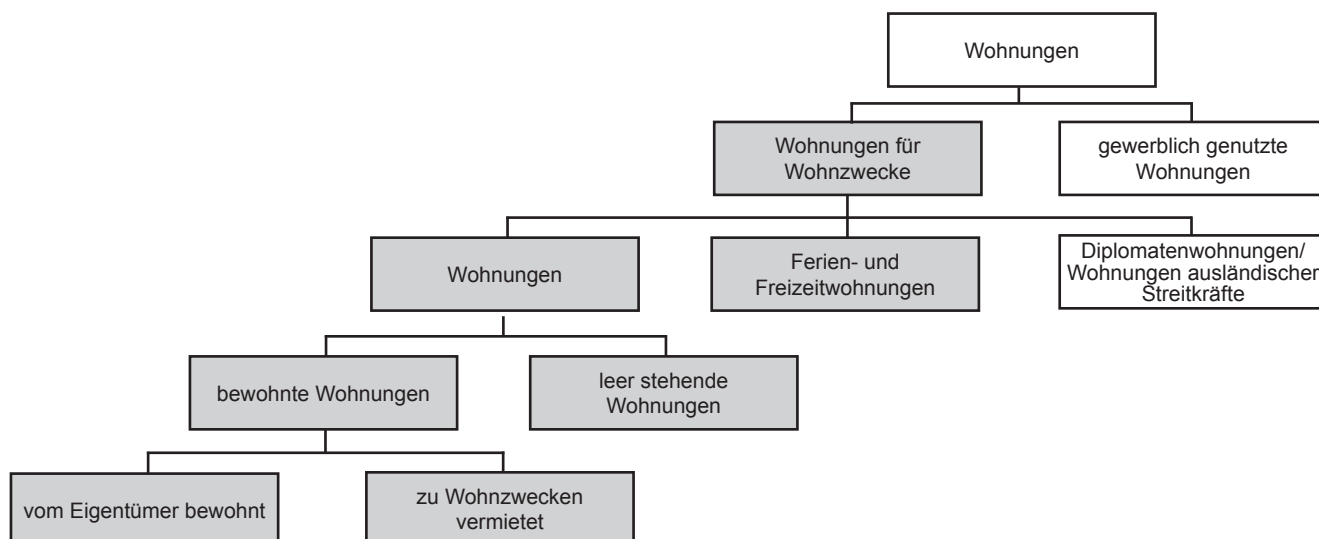 Wohnungen
Wohnungen für
Wohnzwecke
gewerblich genutzte
Wohnungen
Wohnungen
Ferien- und
Freizeitwohnungen
Diplomatenwohnungen/
Wohnungen ausländischer
Streitkräfte
bewohnte Wohnungen
leer stehende
Wohnungen
vom Eigentümer bewohnt
zu Wohnzwecken
vermietet